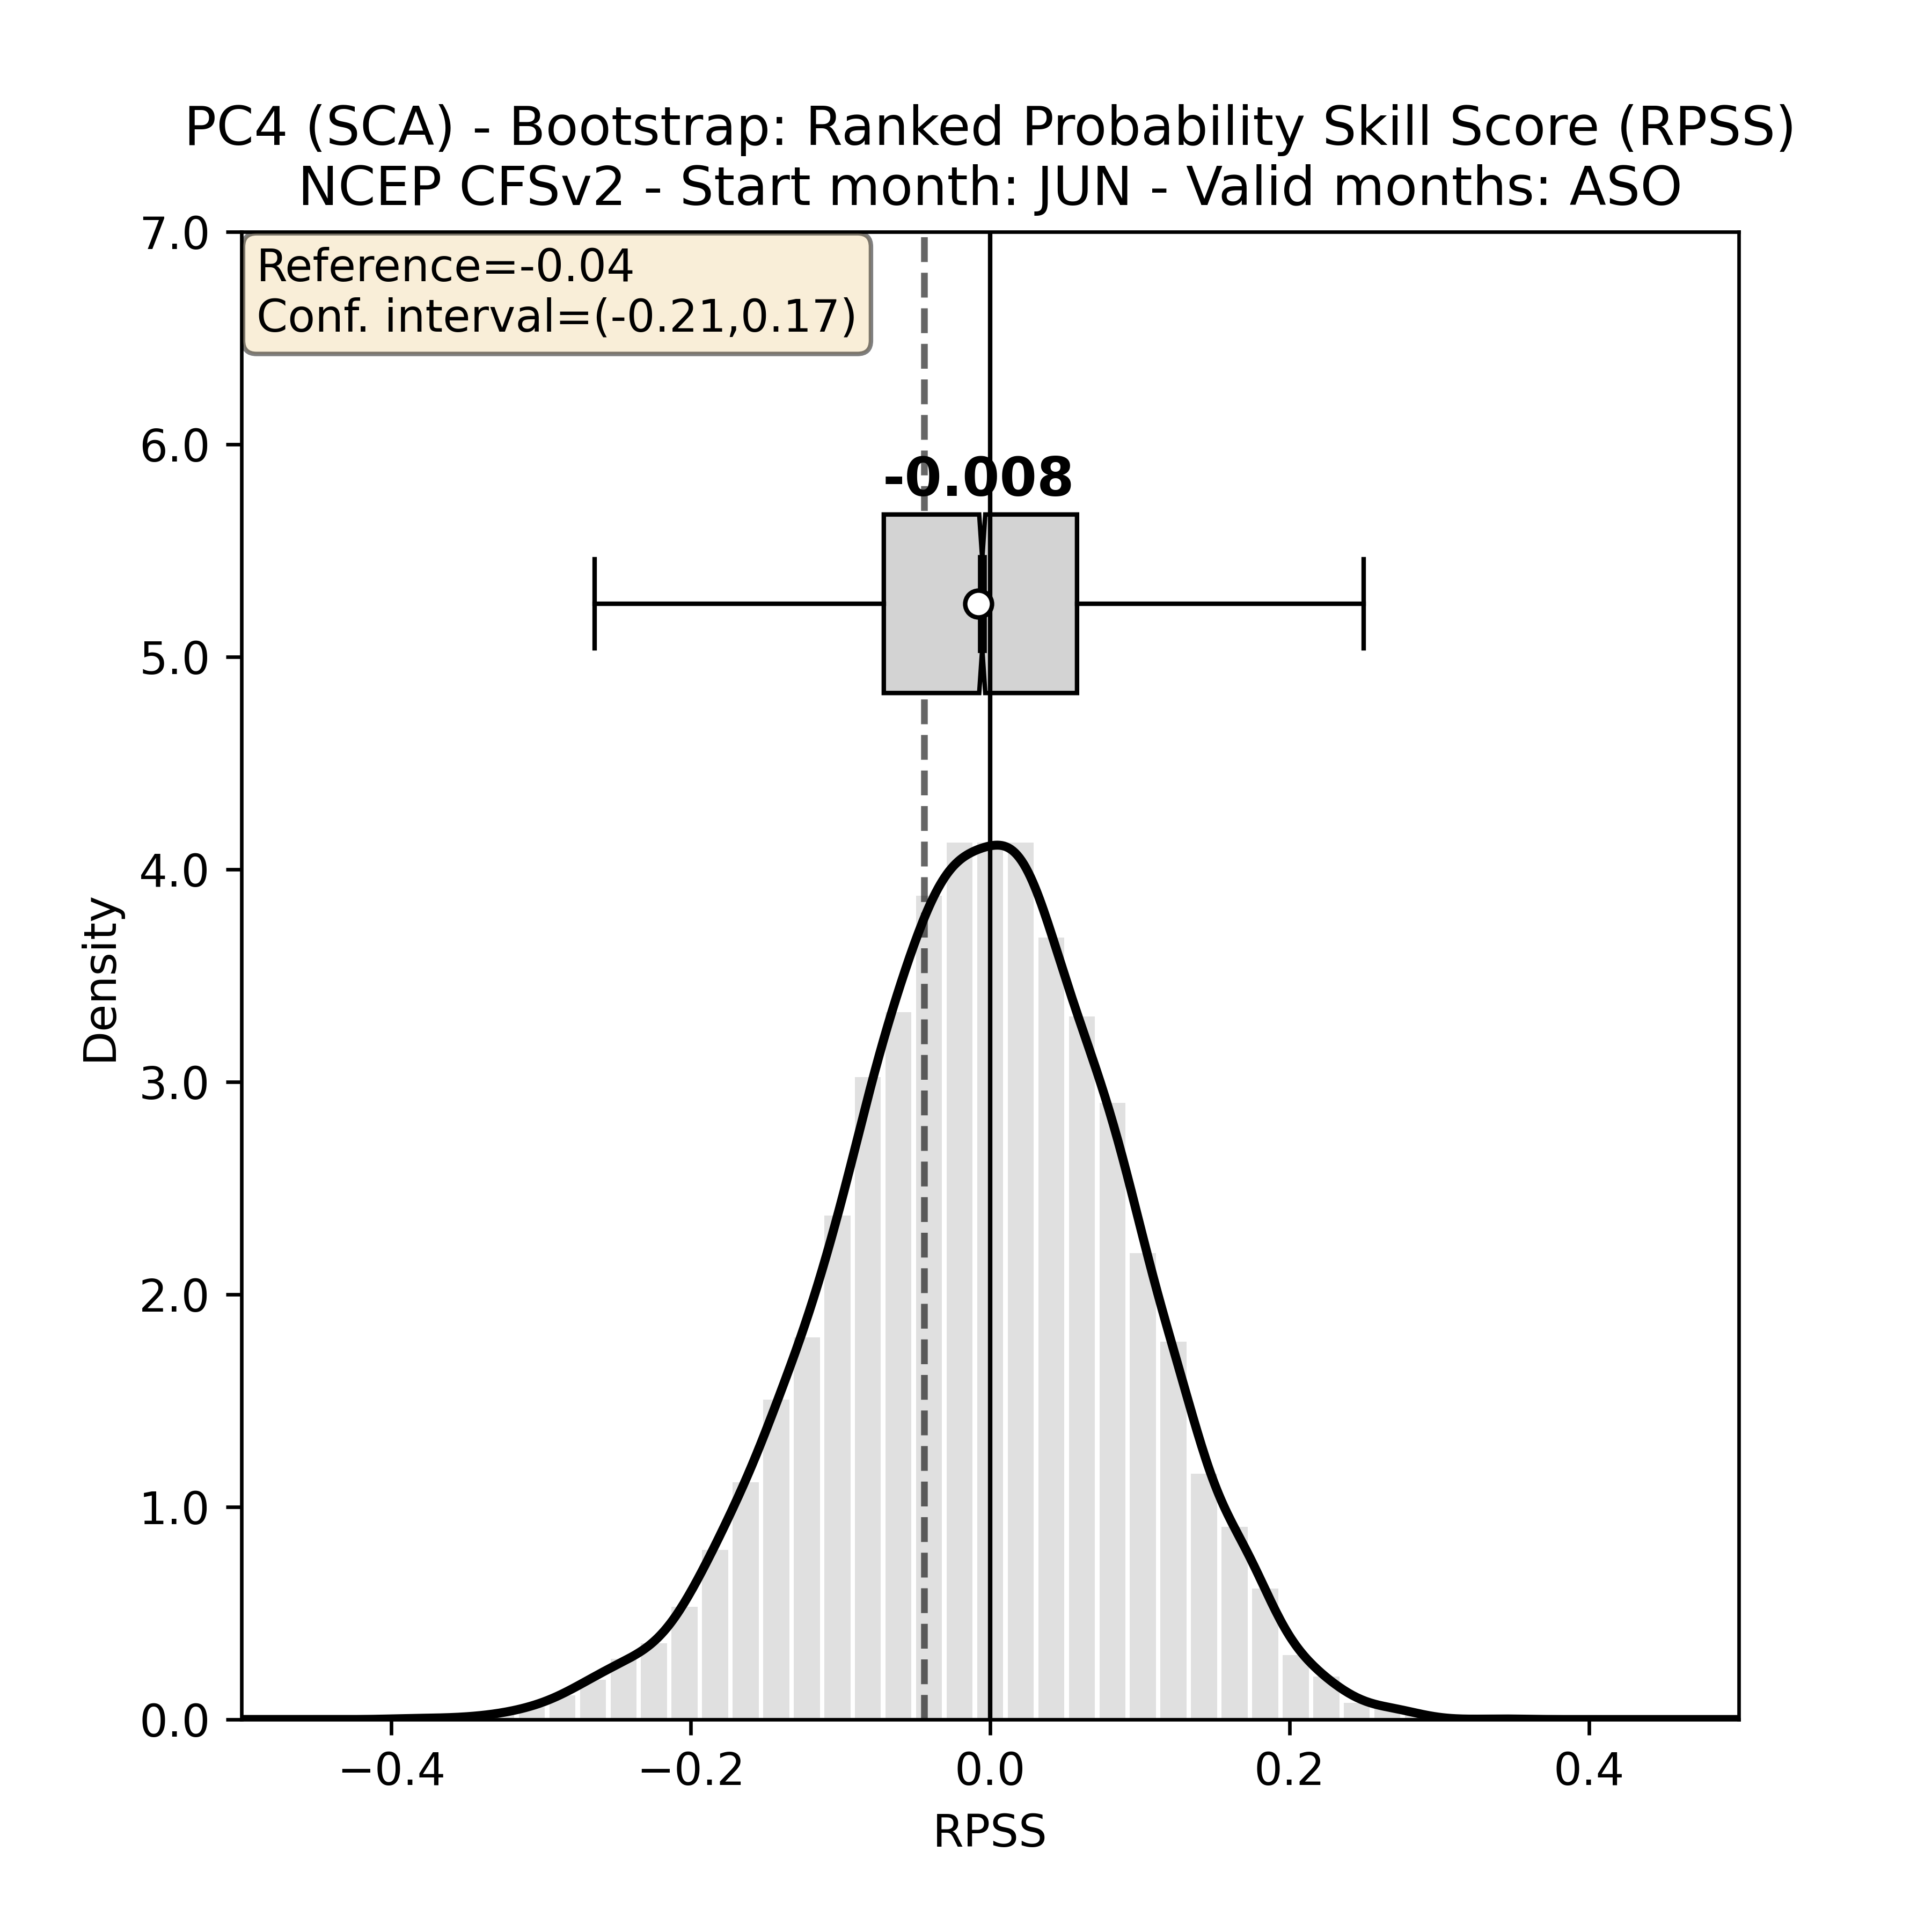 PC4 (SCA) - Bootstrap: Ranked Probability Skill Score (RPSS)
NCEP CFSv2 - Start month: JUN - Valid months: ASO
Reference=-0.04
Conf. interval=(-0.21,0.17)
-0.008
7.0
6.0
5.0
4.0
3.0
2.0
1.0
0.0
Density
−0.4 −0.2 0.0 0.2 0.4
RPSS